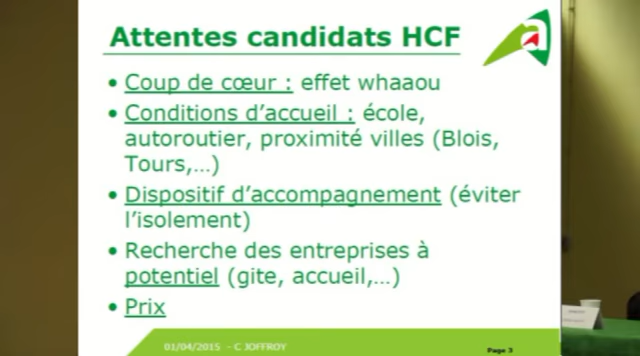 Attentes candidats HCF
a
• Coup de cœur : effet whaaou
• Conditions d'accueil : école,
autoroutier, proximité villes (Blois,
Tours,...)
• Dispositif d'accompagnement (éviter
l'isolement)
• Recherche des entreprises à
potentiel (gite, accueil,...)
• Prix
01/04/2015 - C JOFFROY
Page 3